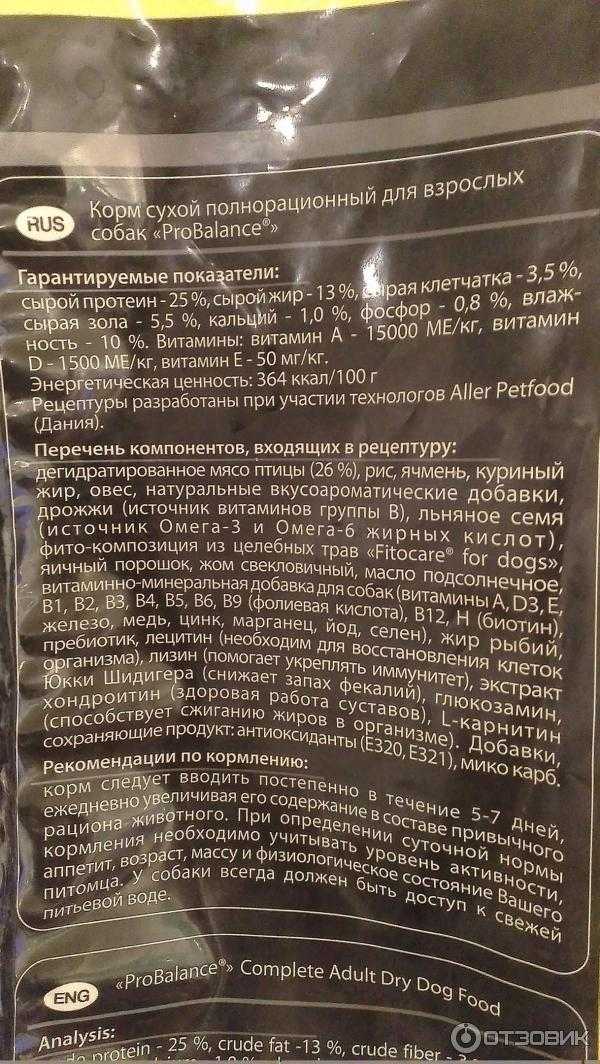 RUS
Корм сухой полнорационный для взрослых
собак «ProBalance®»
Гарантируемые показатели:
сырой протеин - 25 %, сырой жир - 13 %, сырая клетчатка - 3,5 %,
сырая зола - 5,5 %, кальций - 1,0 %, фосфор - 0,8 %, влаж-
ность - 10 %. Витамины: витамин А - 15000 МЕ/кг, витамин
D - 1500 МЕ/кг, витамин Е - 50 мг/кг.
Энергетическая ценность: 364 ккал/100 г
Рецептуры разработаны при участии технологов Aller Petfood
(Дания).
Перечень компонентов, входящих в рецептуру:
дегидратированное мясо птицы (26 %), рис, ячмень, куриный
жир, овес, натуральные вкусоароматические добавки,
дрожжи (источник витаминов группы В), льняное семя
(источник Омега-3 и Омега-6 жирных кислот),
фито-композиция из целебных трав «Fitocare® for dogs»,
яичный порошок, жом свекловичный, масло подсолнечное,
витаминно-минеральная добавка для собак (витамины А, D3, E,
В1, В2, В3, В4, В5, В6, В9 (фолиевая кислота), В12, Н (биотин),
железо, медь, цинк, марганец, йод, селен), жир рыбий,
пребиотик, лецитин (необходим для восстановления клеток
организма), лизин (помогает укреплять иммунитет), экстракт
Юкки Шидигера (снижает запах фекалий), глюкозамин,
хондроитин (здоровая работа суставов), L-карнитин
(способствует сжиганию жиров в организме). Добавки,
сохраняющие продукт: антиоксиданты (Е320, Е321), мико карб.
Рекомендации по кормлению:
корм следует вводить постепенно в течение 5-7 дней,
ежедневно увеличивая его содержание в составе привычного
рациона животного. При определении суточной нормы
кормления необходимо учитывать уровень активности,
аппетит, возраст, массу и физиологическое состояние Вашего
питомца. У собаки всегда должен быть доступ к свежей
питьевой воде.
ENG
«ProBalance®» Complete Adult Dry Dog Food
Analysis:
protein - 25 %, crude fat -13 %, crude fiber -
ОТЗОВИК